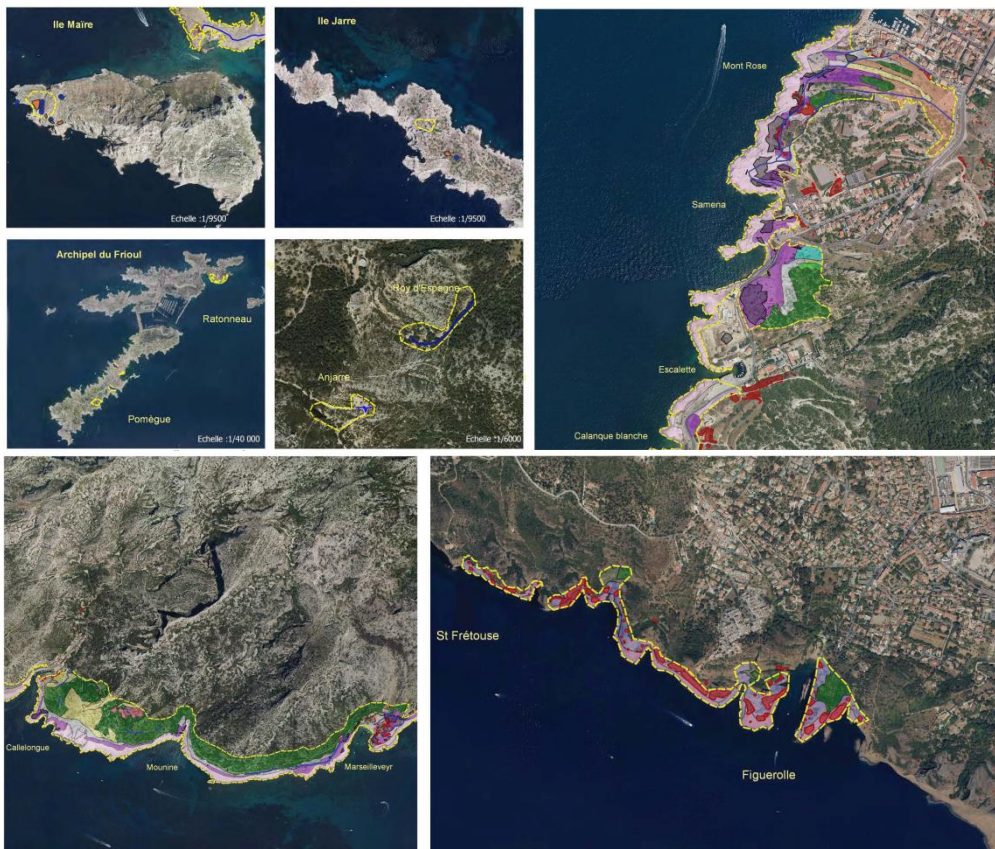 Ile Maïre
Echelle :1/9500
Ile Jarre
Echelle :1/9500
Mont Rose
Samena
Escalette
Calanque blanche
Archipel du Frioul
Ratonneau
Pomègue
Echelle :1/40 000
Roy d'Espagne
Anjarre
Echelle :1/6000
Callelongue
Mounine
Marseilleveyr
St Frétouse
Figuerolle